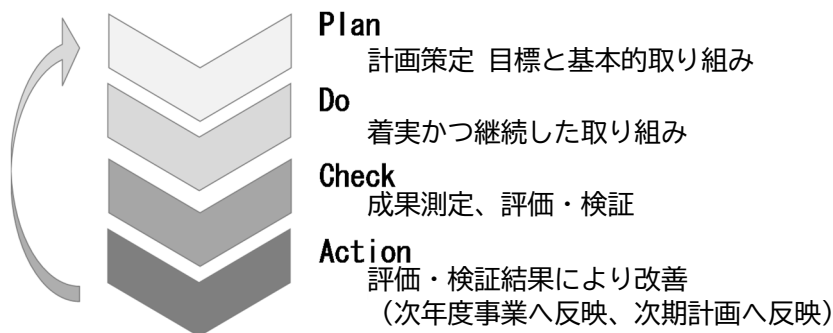 Plan
計画策定 目標と基本的取り組み
Do
着実かつ継続した取り組み
Check
成果測定、評価・検証
Action
評価・検証結果により改善
（次年度事業へ反映、次期計画へ反映）